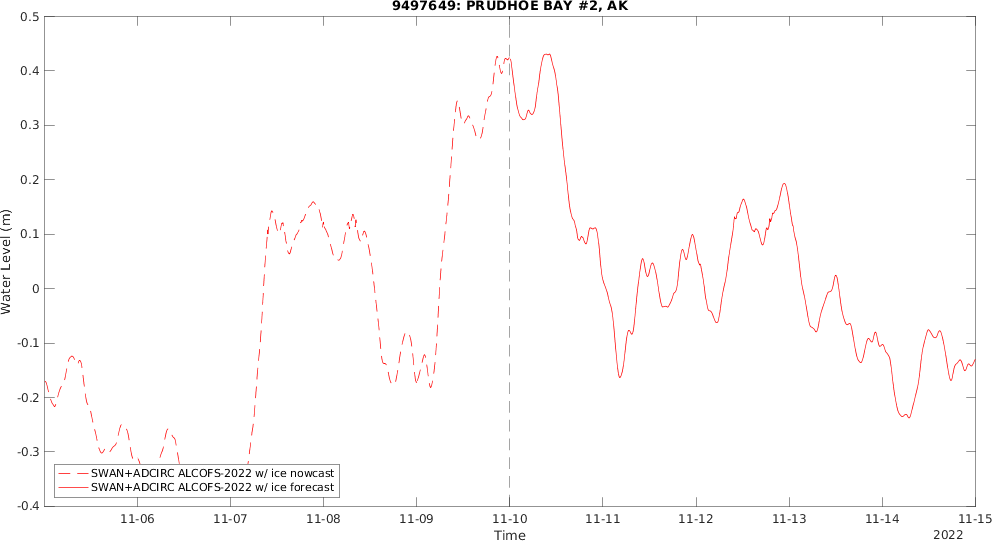 9497649: PRUDHOE BAY #2, AK
0.5
0.4
0.3
0.2
0.1
0
-0.1
-0.2
-0.3
-0.4
Water Level (m)
SWAN+ADCIRC ALCOFS-2022 w/ ice nowcast
SWAN+ADCIRC ALCOFS-2022 w/ ice forecast
11-06 11-07 11-08 11-09 11-10 11-11 11-12 11-13 11-14 11-15
Time
2022